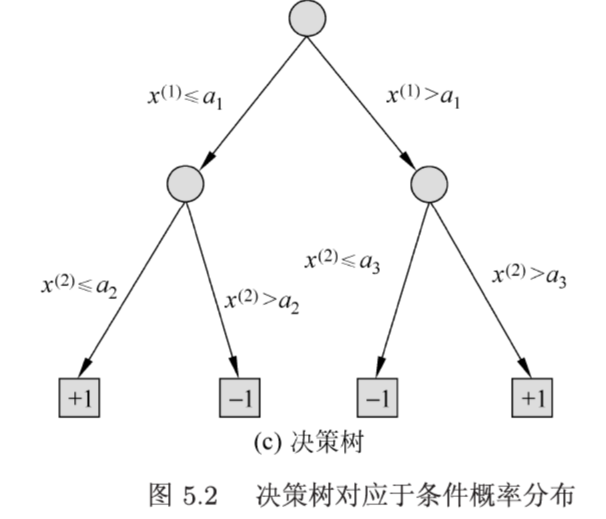 x⁽¹⁾⩽a₁ x⁽¹⁾>a₁
x⁽²⁾⩽a₂ x⁽²⁾>a₂ x⁽²⁾⩽a₃ x⁽²⁾>a₃
+1 −1 −1 +1
(c) 决策树
图 5.2 决策树对应于条件概率分布